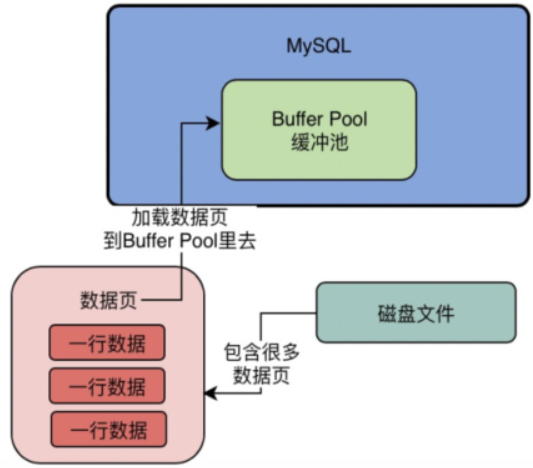 MySQL
Buffer Pool
缓冲池
加载数据页
到Buffer Pool里去
数据页
一行数据
一行数据
一行数据
磁盘文件
包含很多
数据页